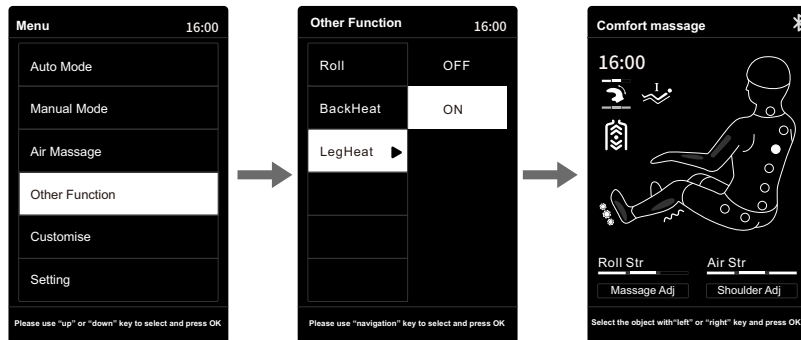 Menu 16:00
Auto Mode
Manual Mode
Air Massage
Other Function
Customise
Setting
Please use “up” or “down” key to select and press OK
Other Function 16:00
Roll OFF
BackHeat ON
LegHeat
Please use “navigation” key to select and press OK
Comfort massage
16:00
I
Roll Str Air Str
Massage Adj Shoulder Adj
Select the object with“left” or “right” key and press OK